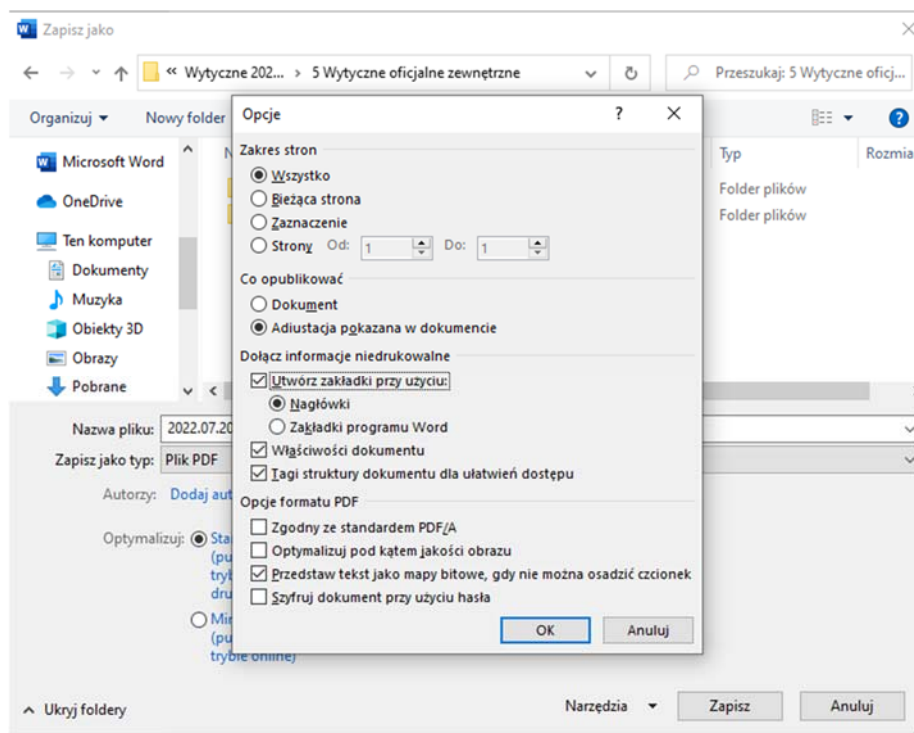 Zapisz jako
« Wytyczne 202... > 5 Wytyczne oficjalne zewnętrzne
Przeszukaj: 5 Wytyczne oficj...
Organizuj
Nowy folder
Microsoft Word
OneDrive
Ten komputer
Dokumenty
Muzyka
Obiekty 3D
Obrazy
Pobrane
Typ
Rozmia
Folder plików
Folder plików
Opcje
Zakres stron
Wszystko
Bieżąca strona
Zaznaczenie
Strony Od: 1 Do: 1
Co opublikować
Dokument
Adiustacja pokazana w dokumencie
Dołącz informacje niedrukowalne
Utwórz zakładki przy użyciu:
Nagłówki
Zakładki programu Word
Właściwości dokumentu
Tagi struktury dokumentu dla ułatwień dostępu
Opcje formatu PDF
Zgodny ze standardem PDF/A
Optymalizuj pod kątem jakości obrazu
Przedstaw tekst jako mapy bitowe, gdy nie można osadzić czcionek
Szyfruj dokument przy użyciu hasła
OK
Anuluj
Nazwa pliku: 2022.07.20
Zapisz jako typ: Plik PDF
Autorzy: Dodaj aut
Optymalizuj: Sta
(pu
tryb
dru
Mir
(pu
trybie online)
Ukryj foldery
Narzędzia
Zapisz
Anuluj